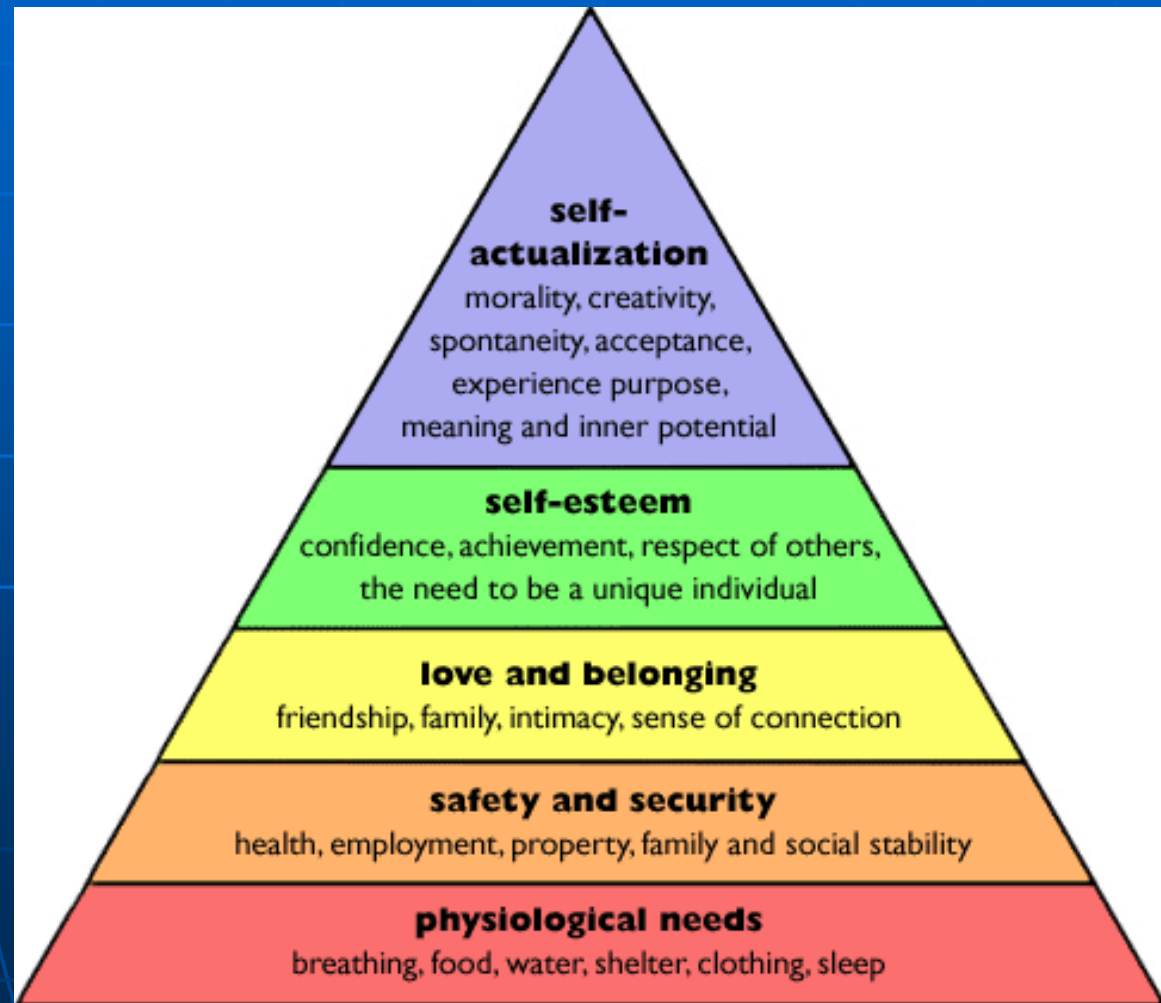 self-
actualization
morality, creativity,
spontaneity, acceptance,
experience purpose,
meaning and inner potential
self-esteem
confidence, achievement, respect of others,
the need to be a unique individual
love and belonging
friendship, family, intimacy, sense of connection
safety and security
health, employment, property, family and social stability
physiological needs
breathing, food, water, shelter, clothing, sleep